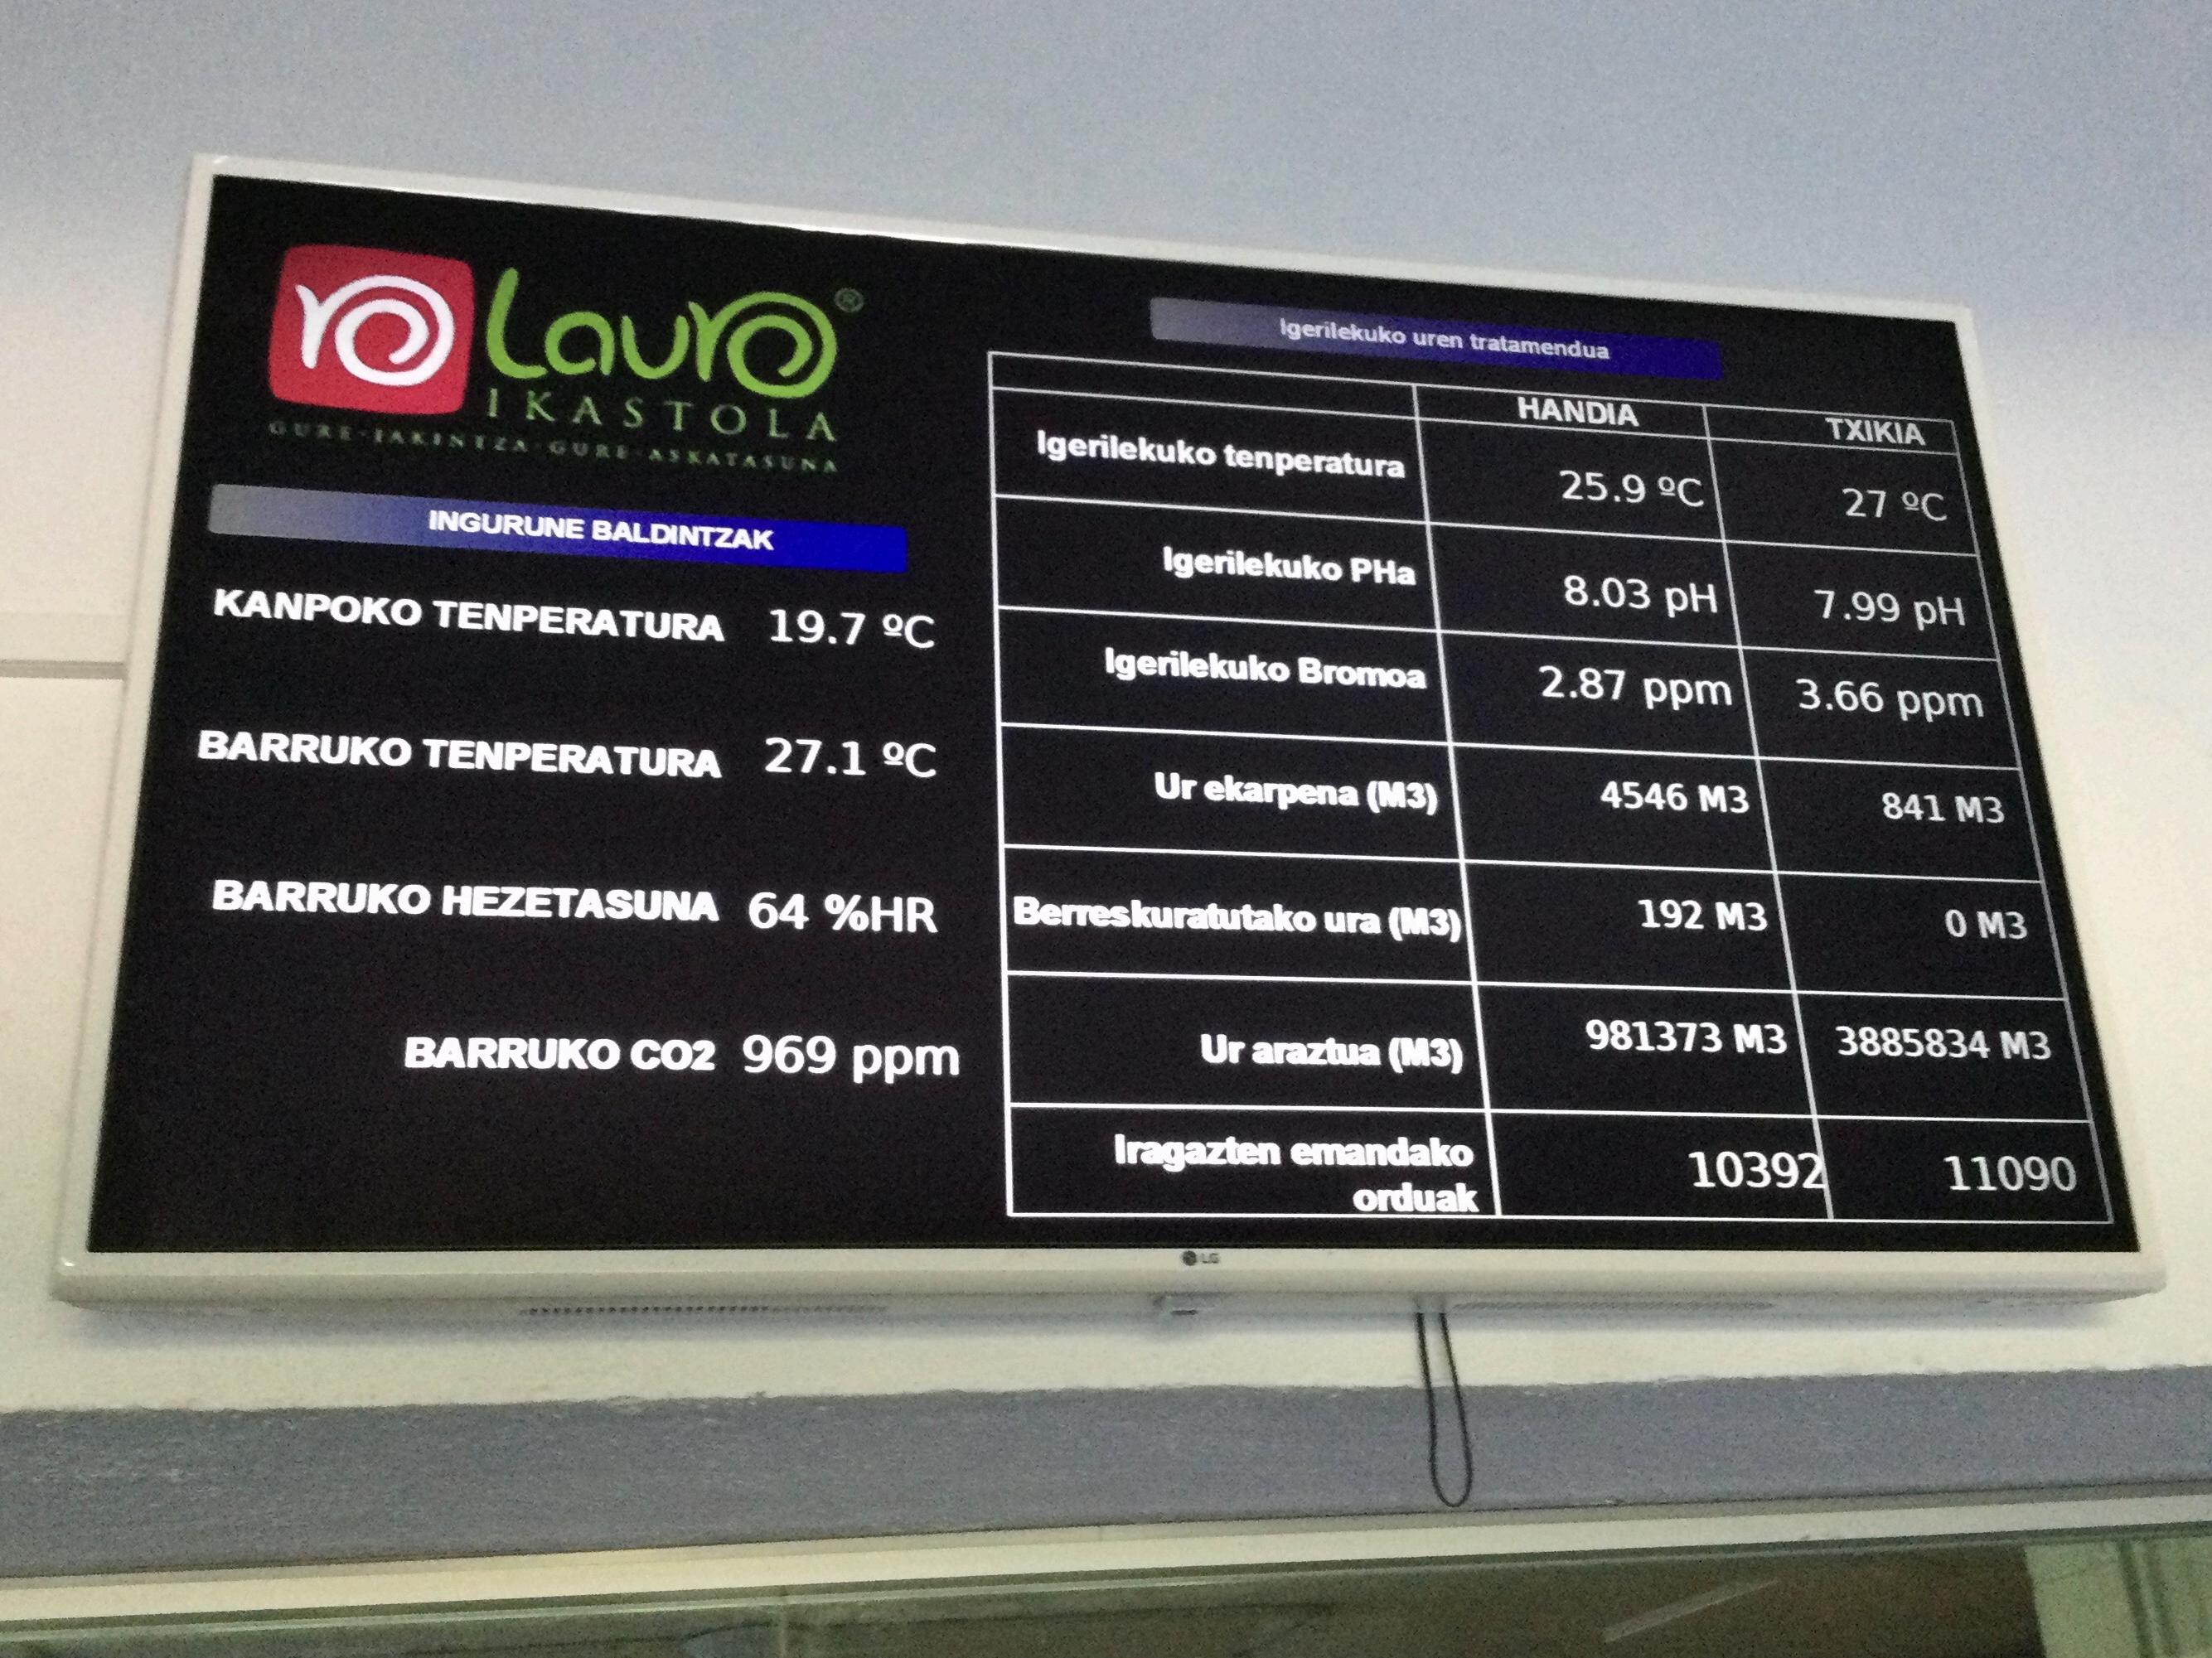 ro Lauro ®
IKASTOLA
GURE·JAKINTZA·GURE·ASKATASUNA
INGURUNE BALDINTZAK
KANPOKO TENPERATURA 19.7 ºC
BARRUKO TENPERATURA 27.1 ºC
BARRUKO HEZETASUNA 64 %HR
BARRUKO CO2 969 ppm
Igerilekuko uren tratamendua
HANDIA TXIKIA
Igerilekuko tenperatura 25.9 ºC 27 ºC
Igerilekuko PHa 8.03 pH 7.99 pH
Igerilekuko Bromoa 2.87 ppm 3.66 ppm
Ur ekarpena (M3) 4546 M3 841 M3
Berreskuratutako ura (M3) 192 M3 0 M3
Ur araztua (M3) 981373 M3 3885834 M3
Iragazten emandako
orduak 10392 11090
LG